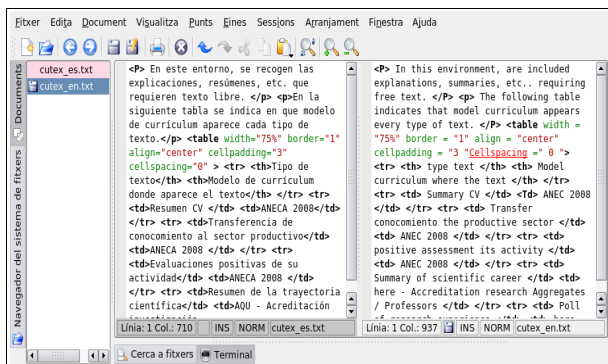 Fitxer Edita Document Visualitza Punts Eines Sessions Arranjament Finestra Ajuda
Documents
Navegador del sistema de fitxers
cutex_es.txt
cutex_en.txt
<P> En este entorno, se recogen las
explicaciones, resúmenes, etc. que
requieren texto libre. </p> <p>En la
siguiente tabla se indica en que modelo
de currículum aparece cada tipo de
texto.</p> <table width="75%" border="1"
align="center" cellpadding="3"
cellspacing="0" > <tr> <th>Tipo de
texto</th> <th>Modelo de currículum
donde aparece el texto</th> </tr> <tr>
<td>Resumen CV </td> <td>ANECA 2008</td>
</tr> <tr> <td>Transferencia de
conocomiento al sector productivo</td>
<td>ANECA 2008 </td> </tr> <tr>
<td>Evaluaciones positivas de su
actividad</td> <td>ANECA 2008 </td>
</tr> <tr> <td>Resumen de la trayectoria
científica</td> <td>AQU - Acreditación
Línia: 1 Col.: 710 INS NORM cutex_es.txt
<P> In this environment, are included
explanations, summaries, etc.. requiring
free text. </P> <p> The following table
indicates that model curriculum appears
every type of text. </P> <table width =
"75%" border = "1" align = "center"
cellpadding = "3 "Cellspacing =" 0 ">
<tr> <th> type text </th> <th> Model
curriculum where the text </th> </tr>
<tr> <td> Summary CV </td> <Td> ANEC 2008
</td> </tr> <tr> <td> Transfer
conocomiento the productive sector </td>
<td> ANEC 2008 </td> </tr> <tr> <td>
positive assessment its activity </td>
<td> ANEC 2008 </td> </tr> <tr> <td>
Summary of scientific career </td> <td>
here - Accreditation research Aggregates
/ Professors </td> </tr> <tr> <td> Poll
Línia: 1 Col.: 937 INS NORM cutex_en.txt
Cerca a fitxers Terminal